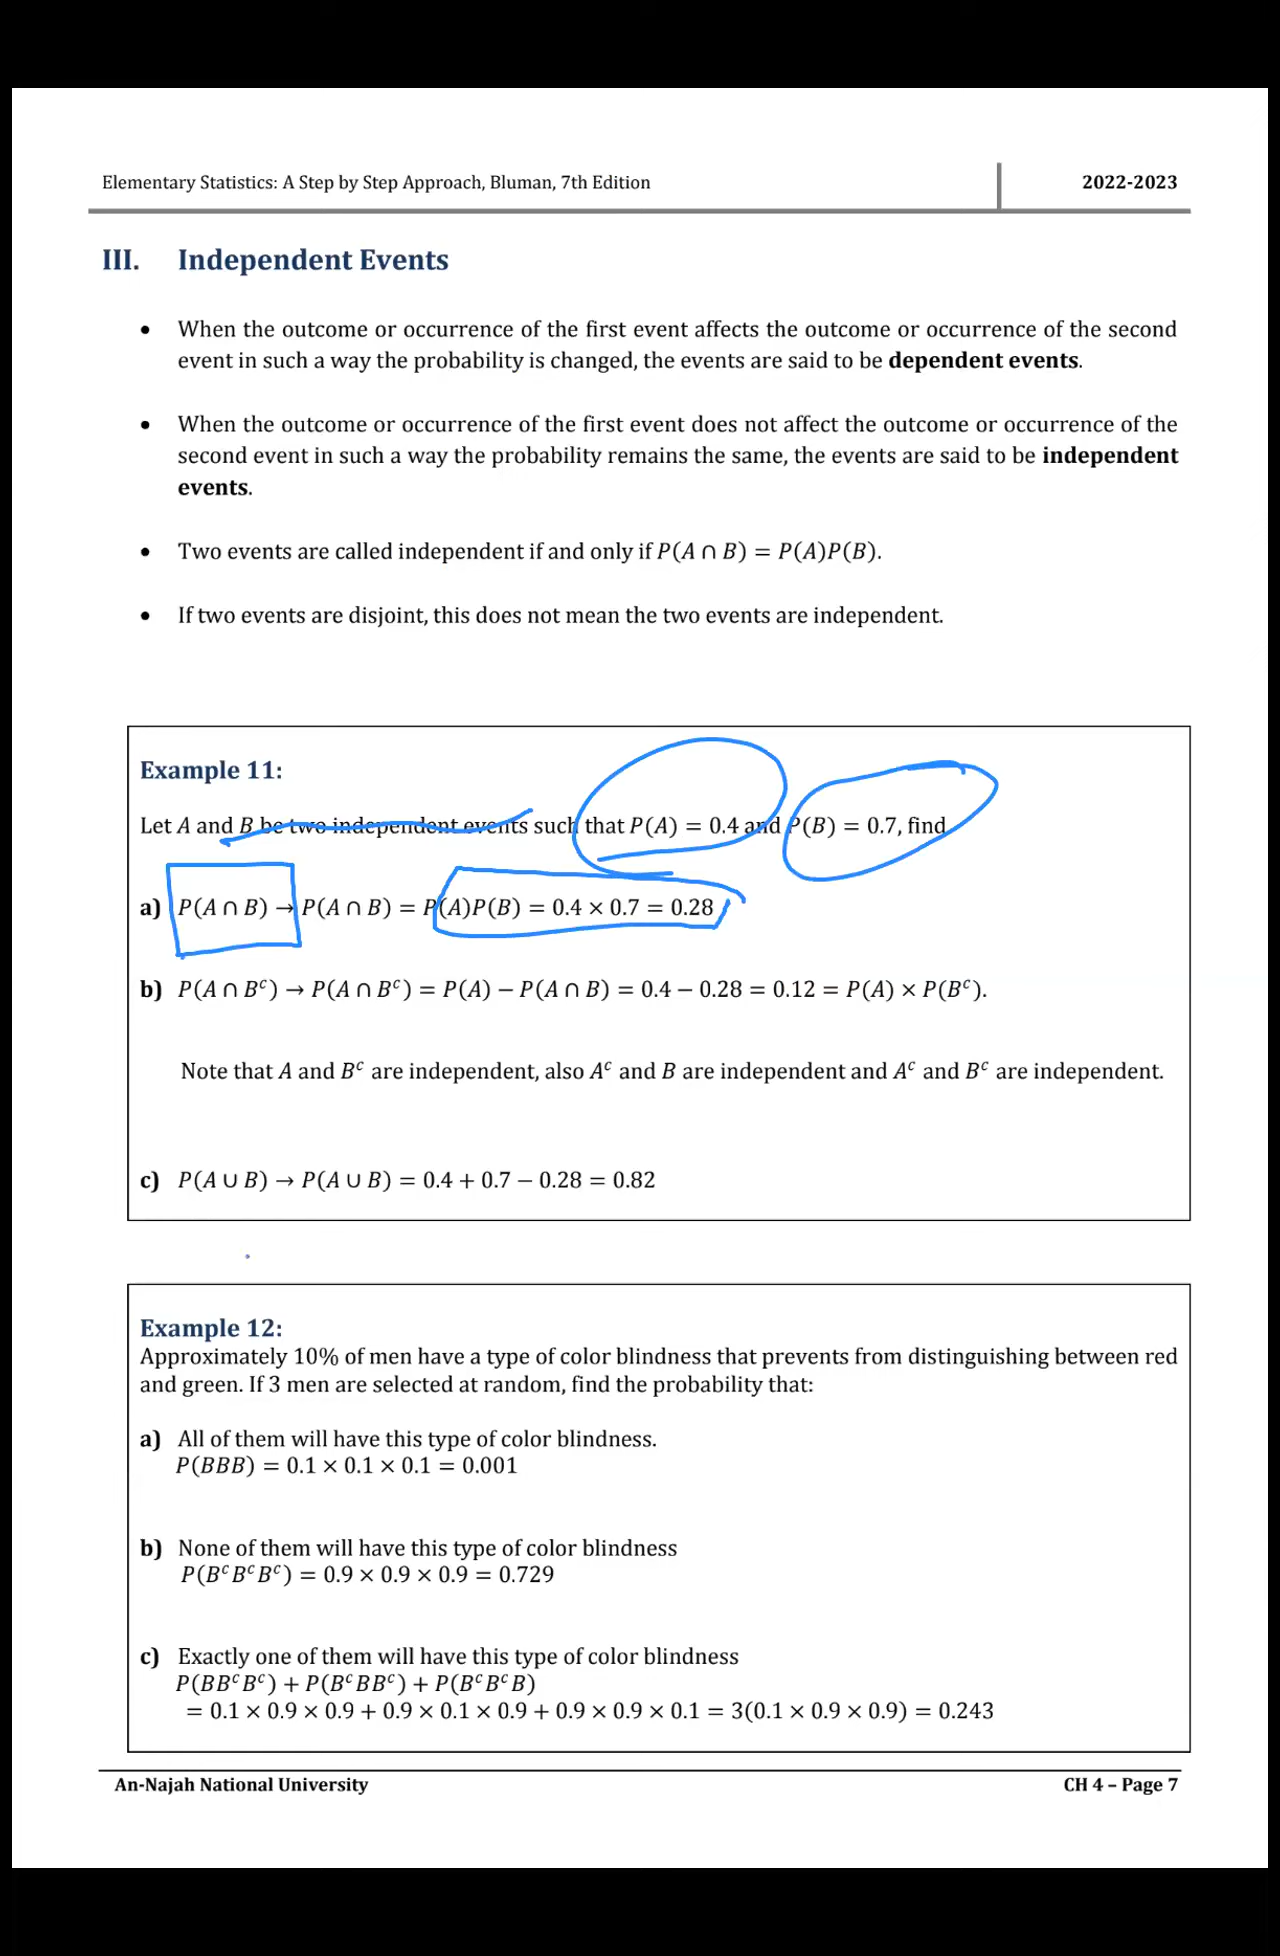 Elementary Statistics: A Step by Step Approach, Bluman, 7th Edition 2022-2023
III. Independent Events
• When the outcome or occurrence of the first event affects the outcome or occurrence of the second
event in such a way the probability is changed, the events are said to be dependent events.
• When the outcome or occurrence of the first event does not affect the outcome or occurrence of the
second event in such a way the probability remains the same, the events are said to be independent
events.
• Two events are called independent if and only if P(A ∩ B) = P(A)P(B).
• If two events are disjoint, this does not mean the two events are independent.
Example 11:
Let A and B be two independent events such that P(A) = 0.4 and P(B) = 0.7, find
a) P(A ∩ B) → P(A ∩ B) = P(A)P(B) = 0.4 × 0.7 = 0.28
b) P(A ∩ Bᶜ) → P(A ∩ Bᶜ) = P(A) − P(A ∩ B) = 0.4 − 0.28 = 0.12 = P(A) × P(Bᶜ).
Note that A and Bᶜ are independent, also Aᶜ and B are independent and Aᶜ and Bᶜ are independent.
c) P(A ∪ B) → P(A ∪ B) = 0.4 + 0.7 − 0.28 = 0.82
Example 12:
Approximately 10% of men have a type of color blindness that prevents from distinguishing between red
and green. If 3 men are selected at random, find the probability that:
a) All of them will have this type of color blindness.
P(BBB) = 0.1 × 0.1 × 0.1 = 0.001
b) None of them will have this type of color blindness
P(BᶜBᶜBᶜ) = 0.9 × 0.9 × 0.9 = 0.729
c) Exactly one of them will have this type of color blindness
P(BBᶜBᶜ) + P(BᶜBBᶜ) + P(BᶜBᶜB)
= 0.1 × 0.9 × 0.9 + 0.9 × 0.1 × 0.9 + 0.9 × 0.9 × 0.1 = 3(0.1 × 0.9 × 0.9) = 0.243
An-Najah National University CH 4 – Page 7